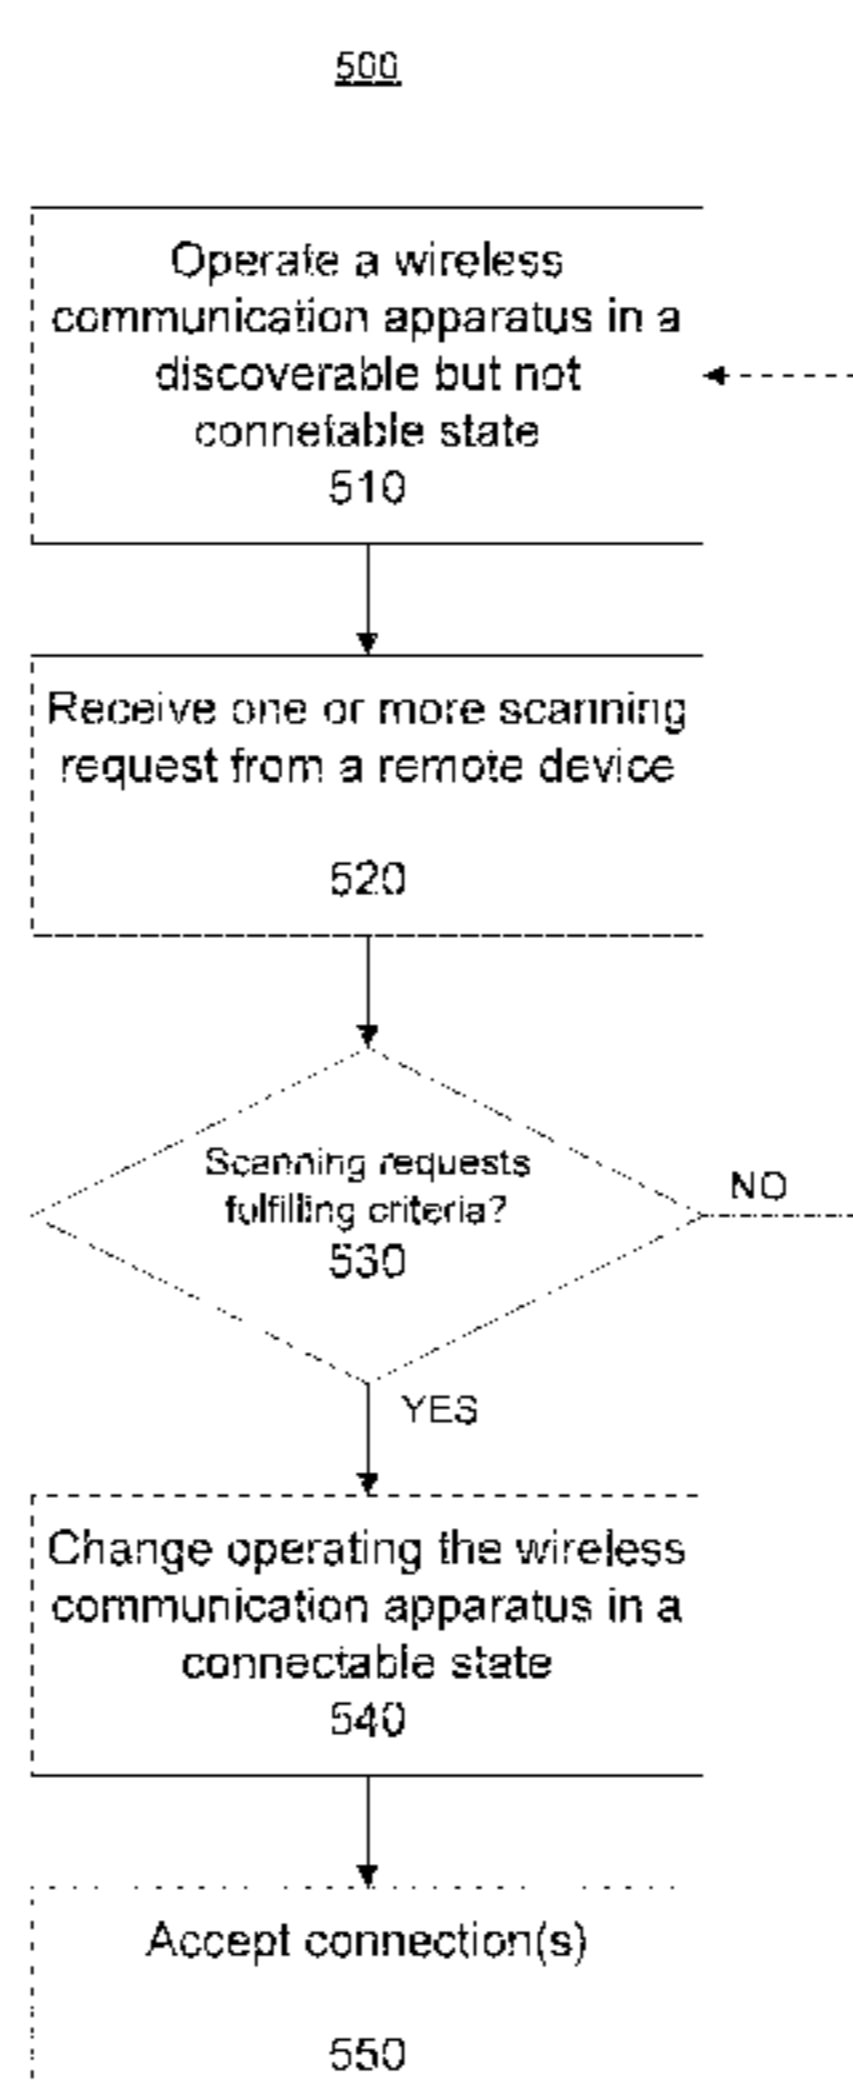 500
Operate a wireless
communication apparatus in a
discoverable but not
connetable state
510
Receive one or more scanning
request from a remote device
520
Scanning requests
fulfilling criteria?
530
NO
YES
Change operating the wireless
communication apparatus in a
connectable state
540
Accept connection(s)
550